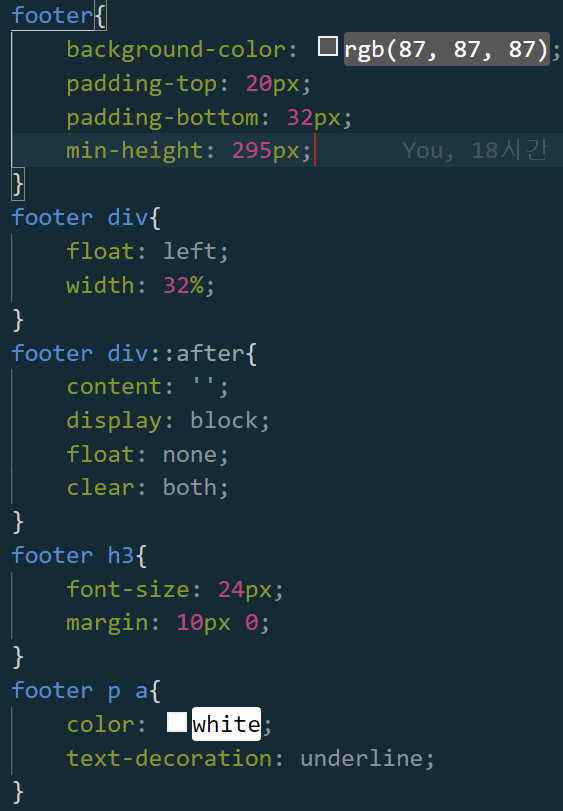 footer{
    background-color: rgb(87, 87, 87);
    padding-top: 20px;
    padding-bottom: 32px;
    min-height: 295px;        You, 18시간
}
footer div{
    float: left;
    width: 32%;
}
footer div::after{
    content: '';
    display: block;
    float: none;
    clear: both;
}
footer h3{
    font-size: 24px;
    margin: 10px 0;
}
footer p a{
    color: white;
    text-decoration: underline;
}